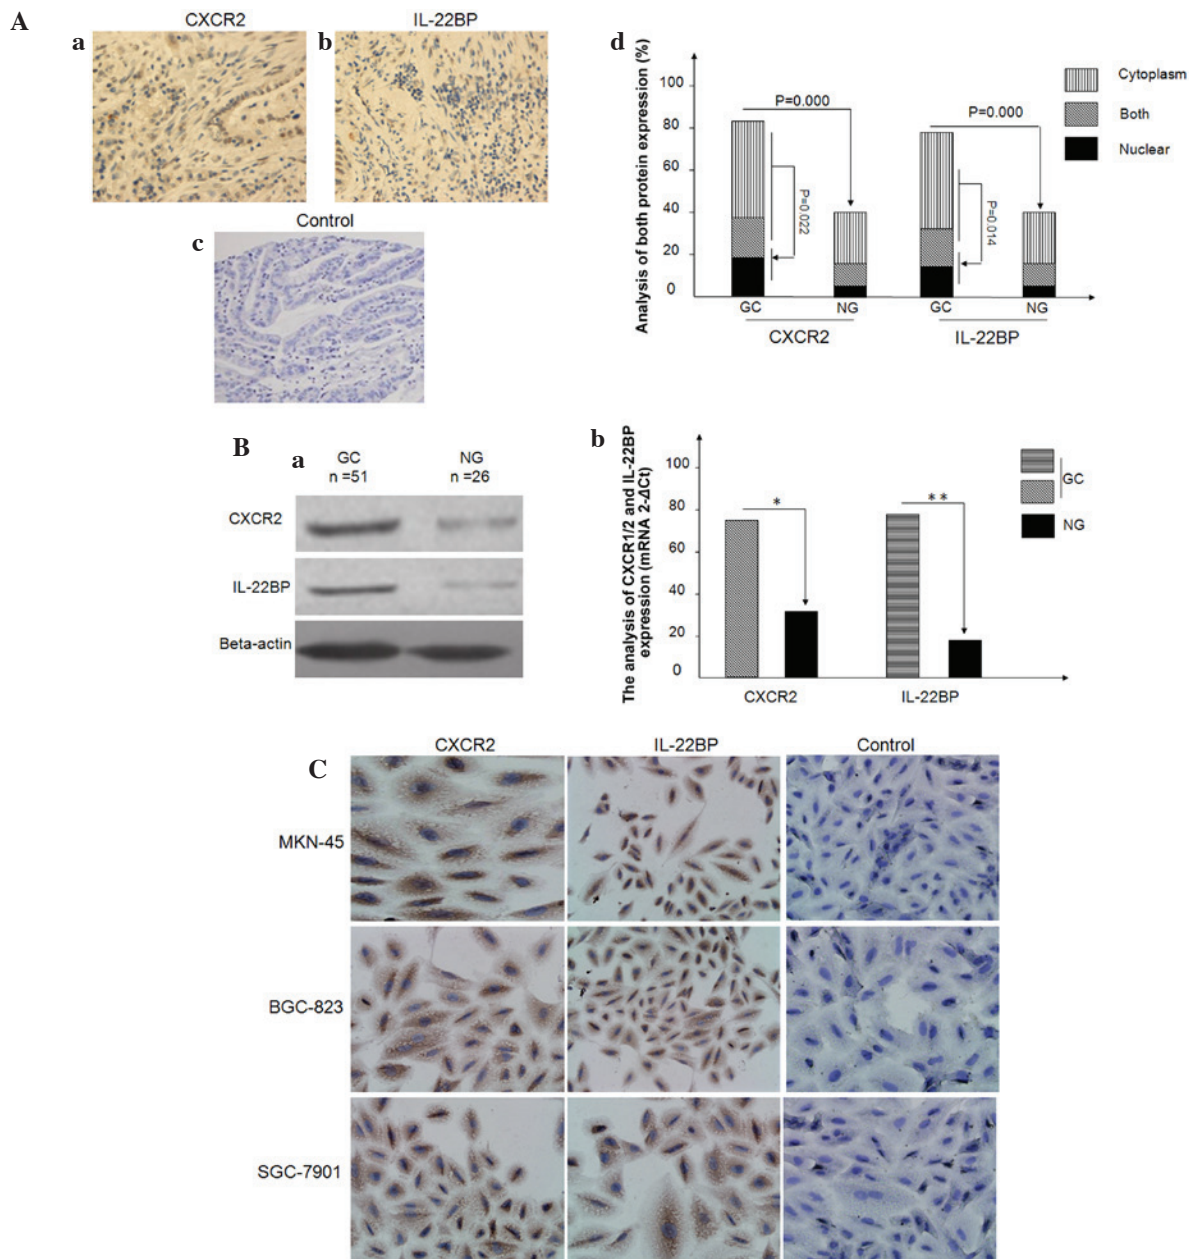 A
CXCR2
IL-22BP
a
b
Control
c
d
Analysis of both protein expression (%)
100
80
60
40
20
0
P=0.000
P=0.000
P=0.022
P=0.014
Cytoplasm
Both
Nuclear
GC
NG
GC
NG
CXCR2
IL-22BP
B
a
GC
NG
n =51
n =26
CXCR2
IL-22BP
Beta-actin
b
The analysis of CXCR1/2 and IL-22BP
expression (mRNA 2-ΔCt)
100
80
60
40
20
0
*
**
GC
NG
CXCR2
IL-22BP
C
CXCR2
IL-22BP
Control
MKN-45
BGC-823
SGC-7901